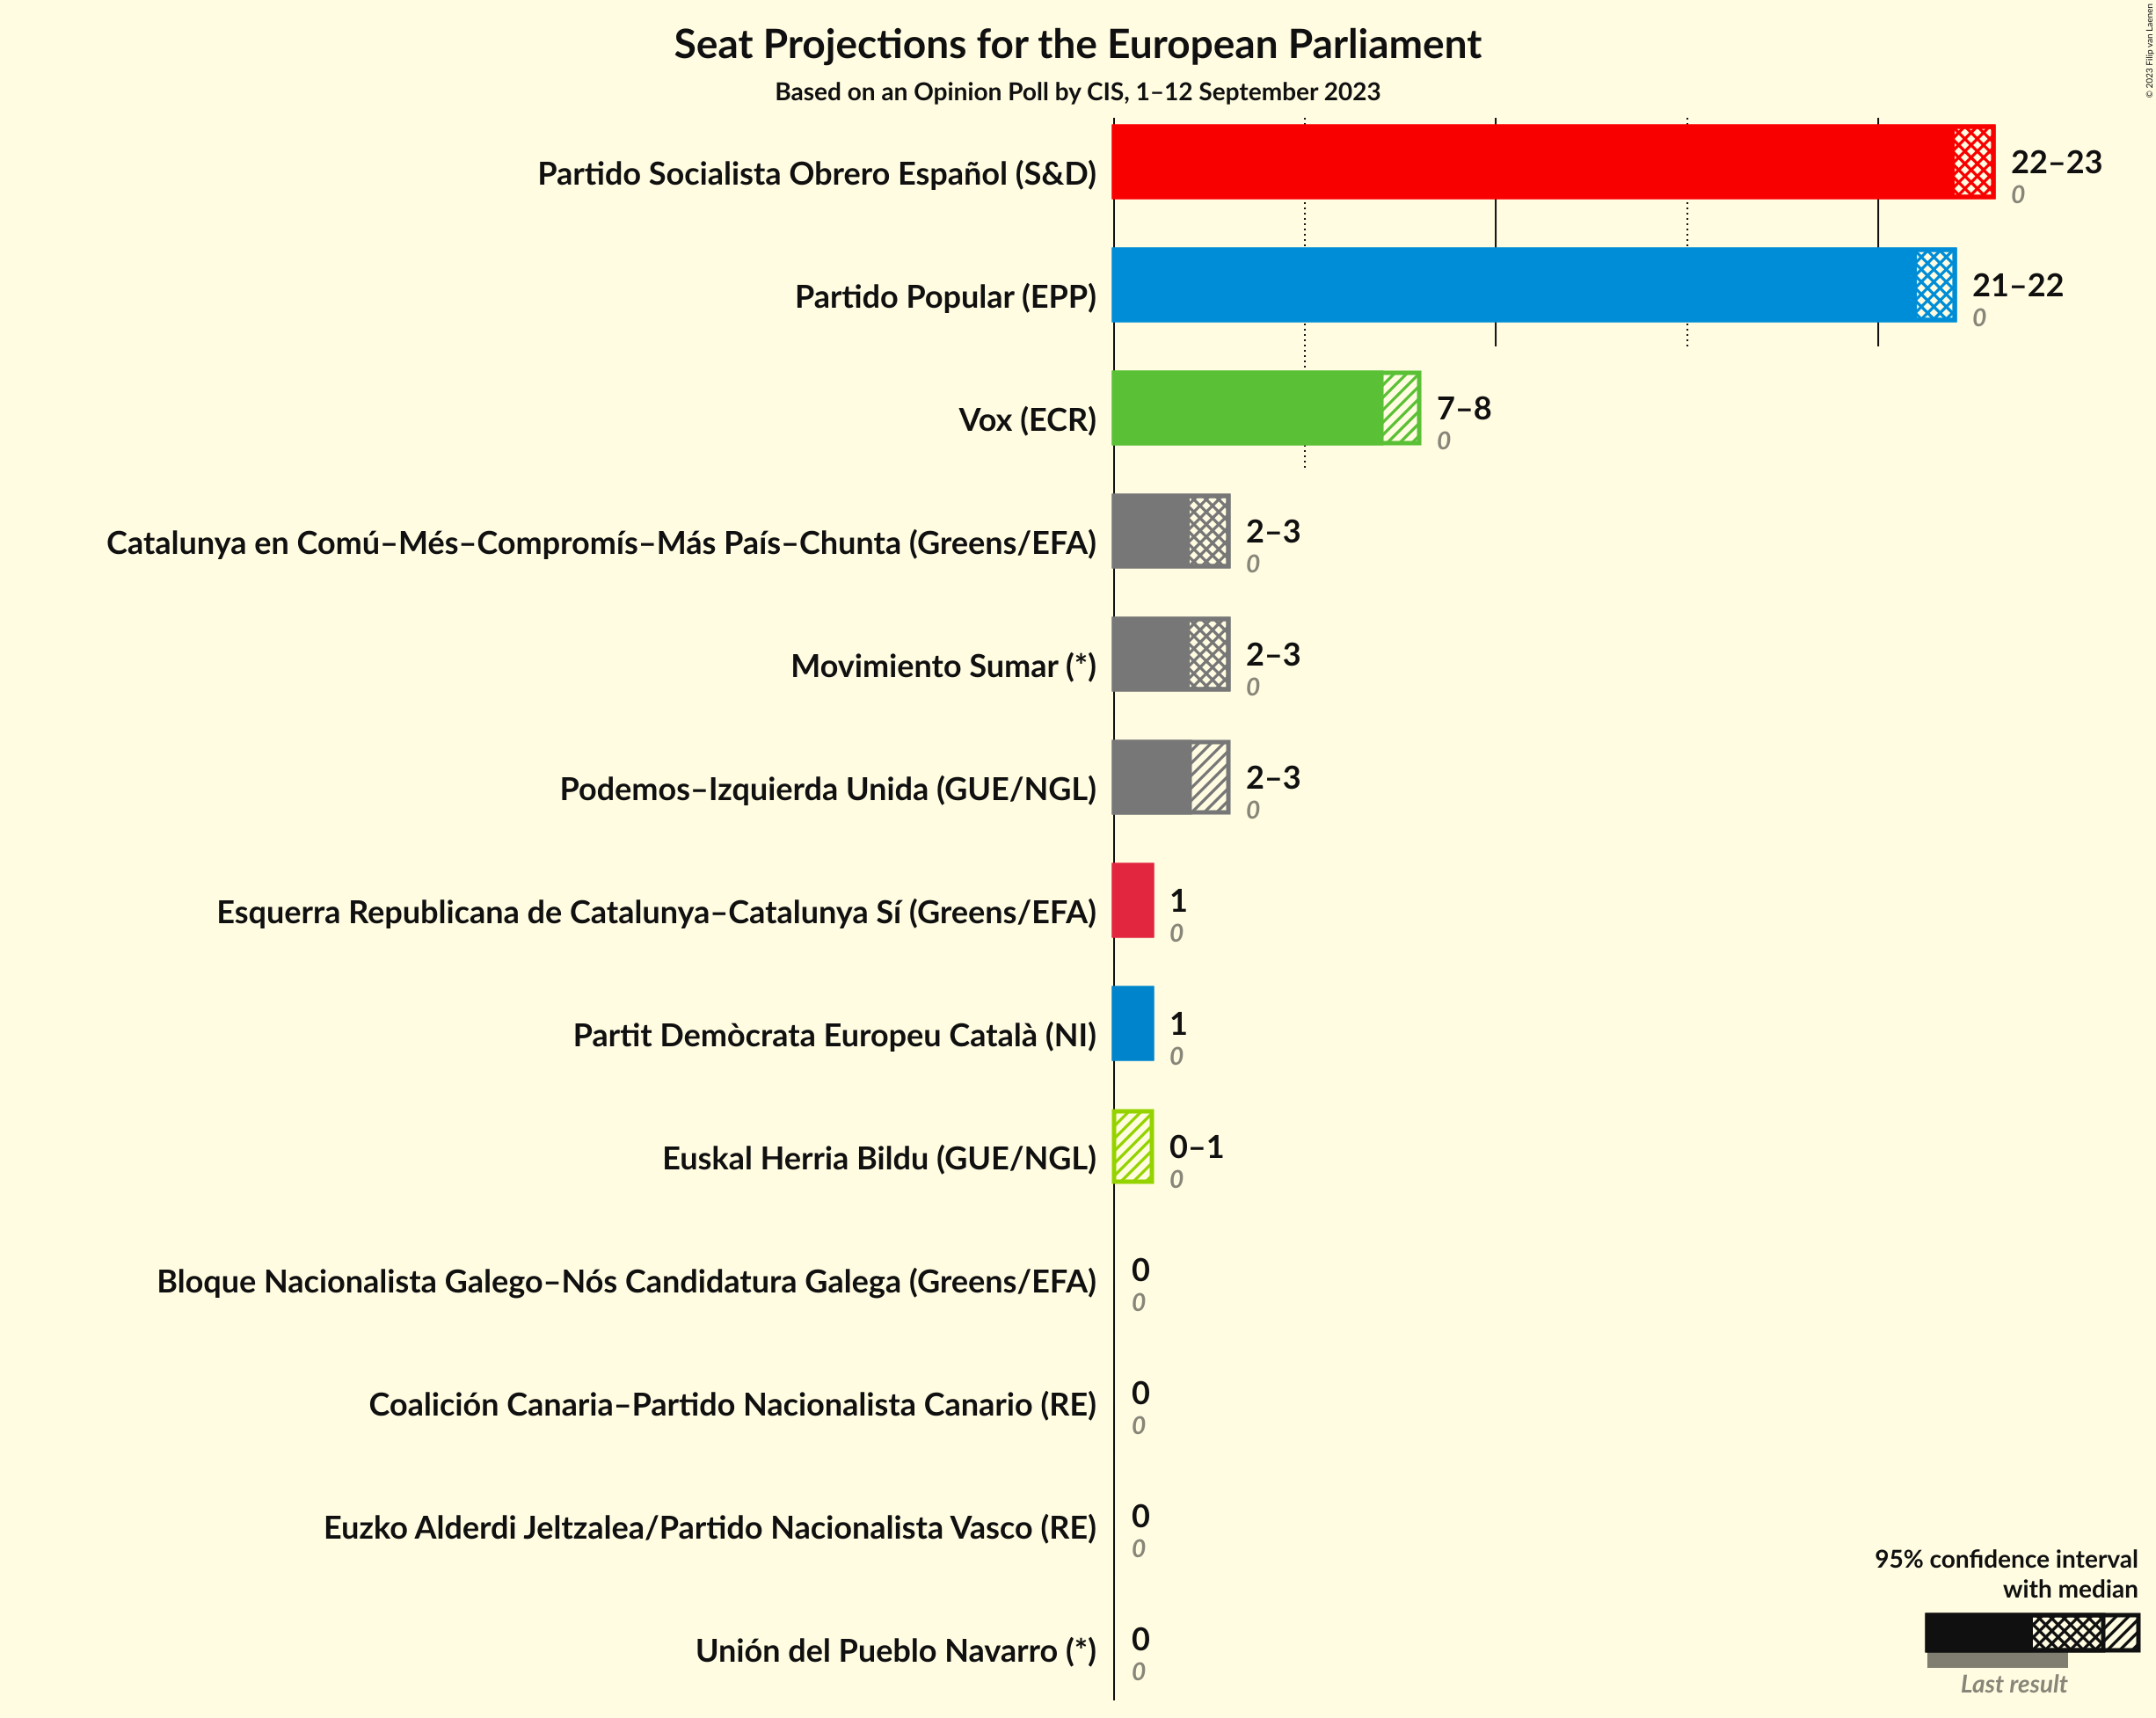 Seat Projections for the European Parliament
Based on an Opinion Poll by CIS, 1–12 September 2023
© 2023 Filip van Laenen
Partido Socialista Obrero Español (S&D)
22–23
0
Partido Popular (EPP)
21–22
0
Vox (ECR)
7–8
0
Catalunya en Comú–Més–Compromís–Más País–Chunta (Greens/EFA)
2–3
0
Movimiento Sumar (*)
2–3
0
Podemos–Izquierda Unida (GUE/NGL)
2–3
0
Esquerra Republicana de Catalunya–Catalunya Sí (Greens/EFA)
1
0
Partit Demòcrata Europeu Català (NI)
1
0
Euskal Herria Bildu (GUE/NGL)
0–1
0
Bloque Nacionalista Galego–Nós Candidatura Galega (Greens/EFA)
0
0
Coalición Canaria–Partido Nacionalista Canario (RE)
0
0
Euzko Alderdi Jeltzalea/Partido Nacionalista Vasco (RE)
0
0
Unión del Pueblo Navarro (*)
0
0
95% confidence interval
with median
Last result